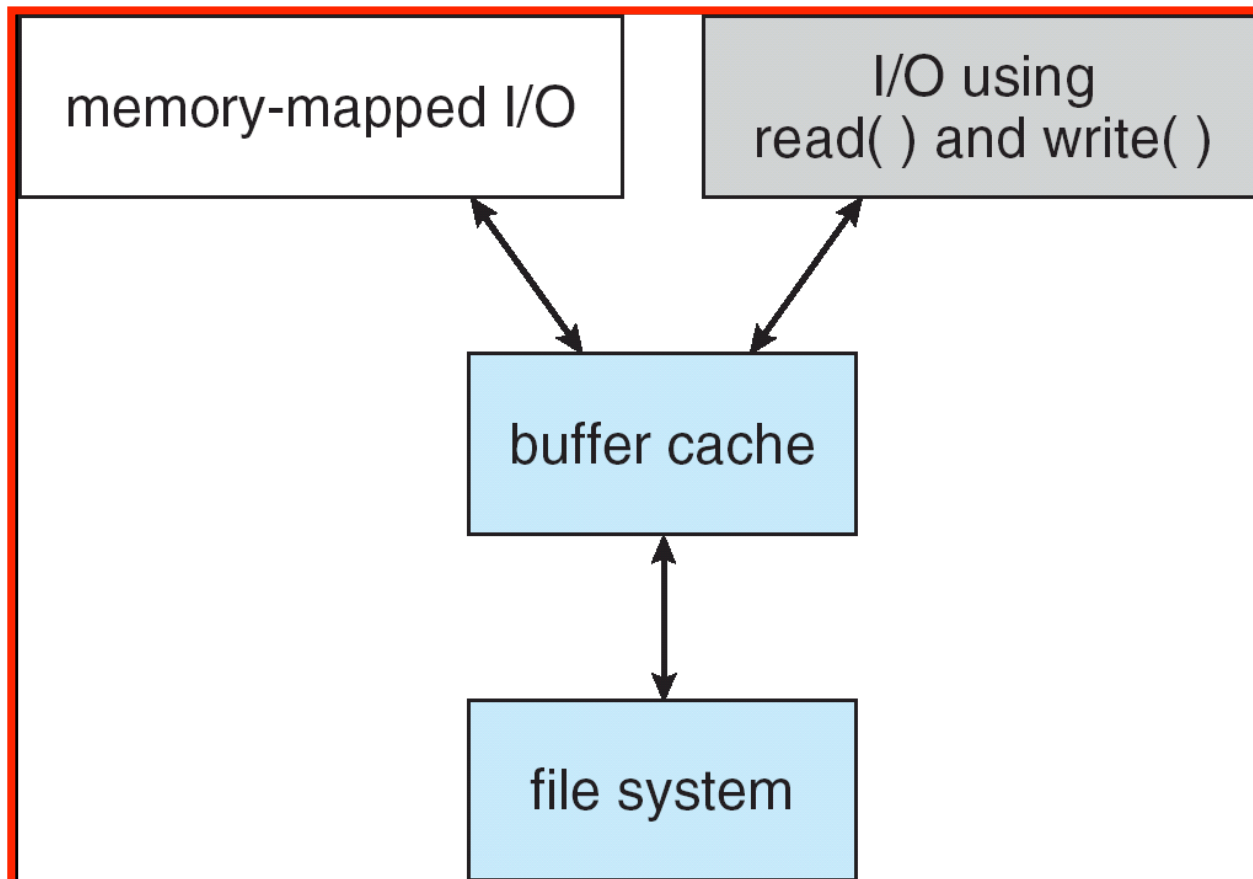 memory-mapped I/O
I/O using
read( ) and write( )
buffer cache
file system